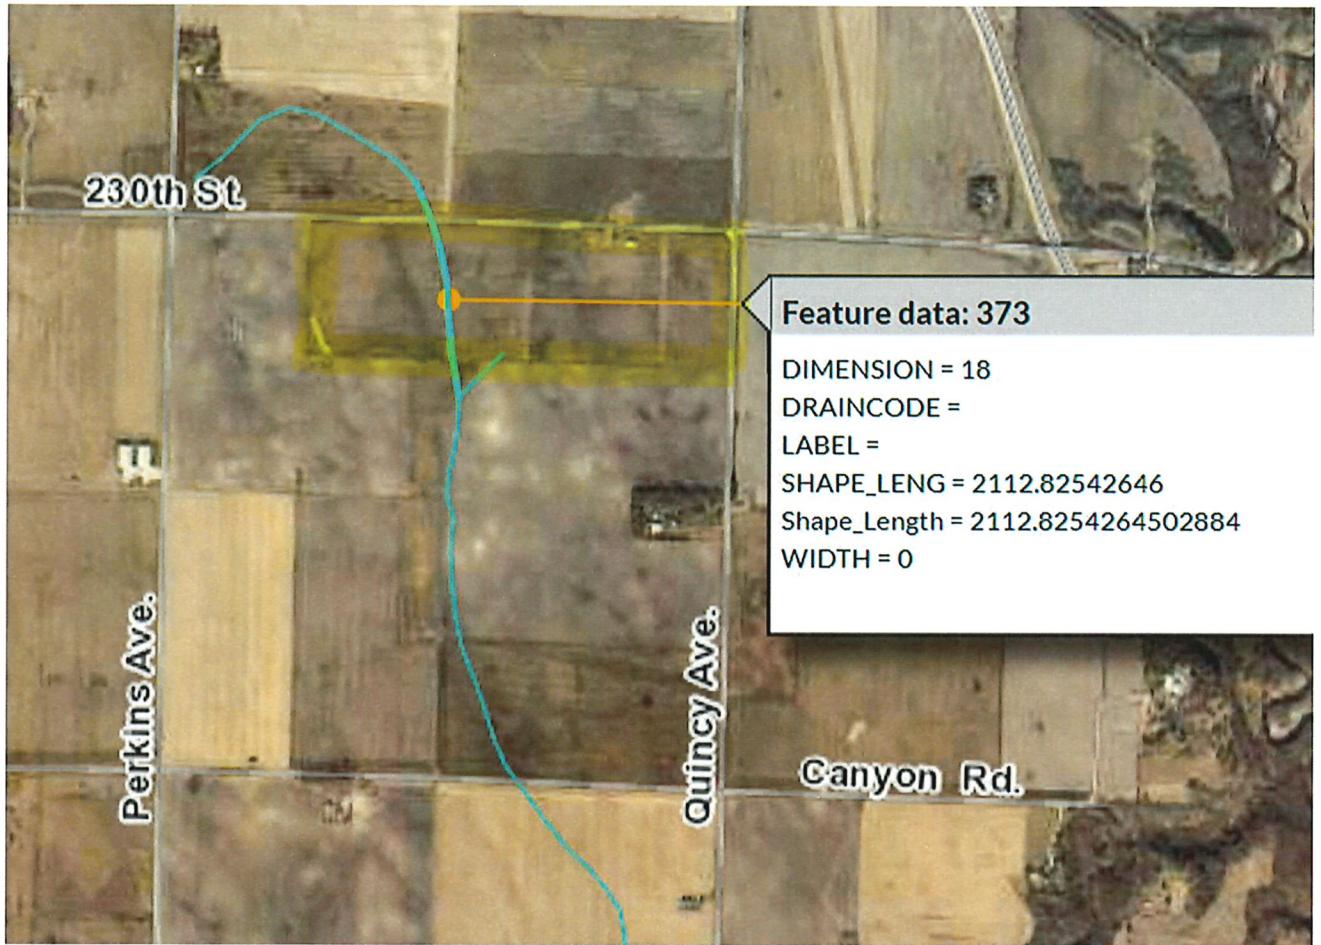 230th St.
Feature data: 373
DIMENSION = 18
DRAINCODE =
LABEL =
SHAPE_LENG = 2112.82542646
Shape_Length = 2112.8254264502884
WIDTH = 0
Perkins Ave.
Quincy Ave.
Canyon Rd.